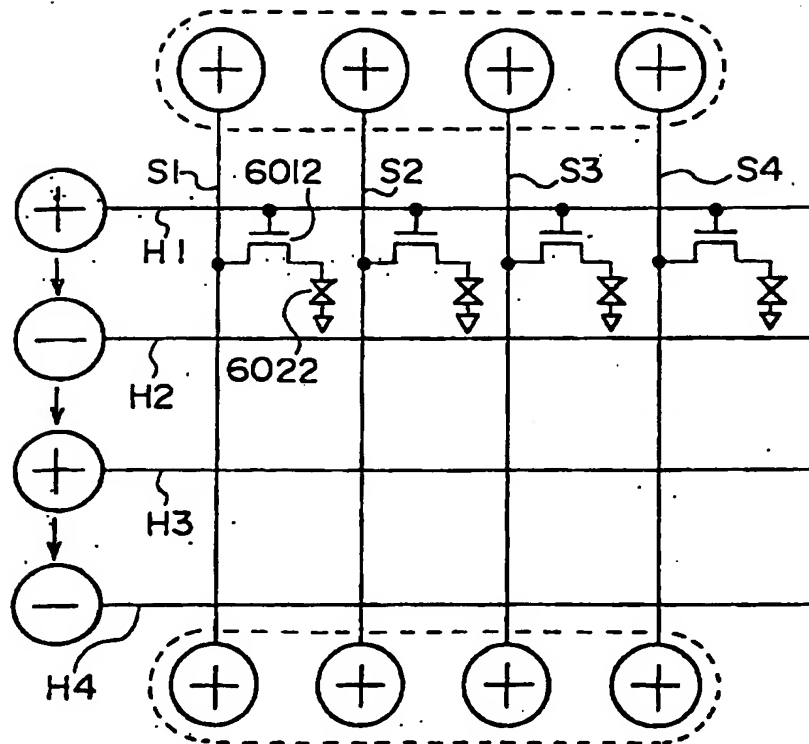 + + + +
S1 6012 S2 S3 S4
+
H1
−
6022
H2
+
H3
−
H4
+ + + +